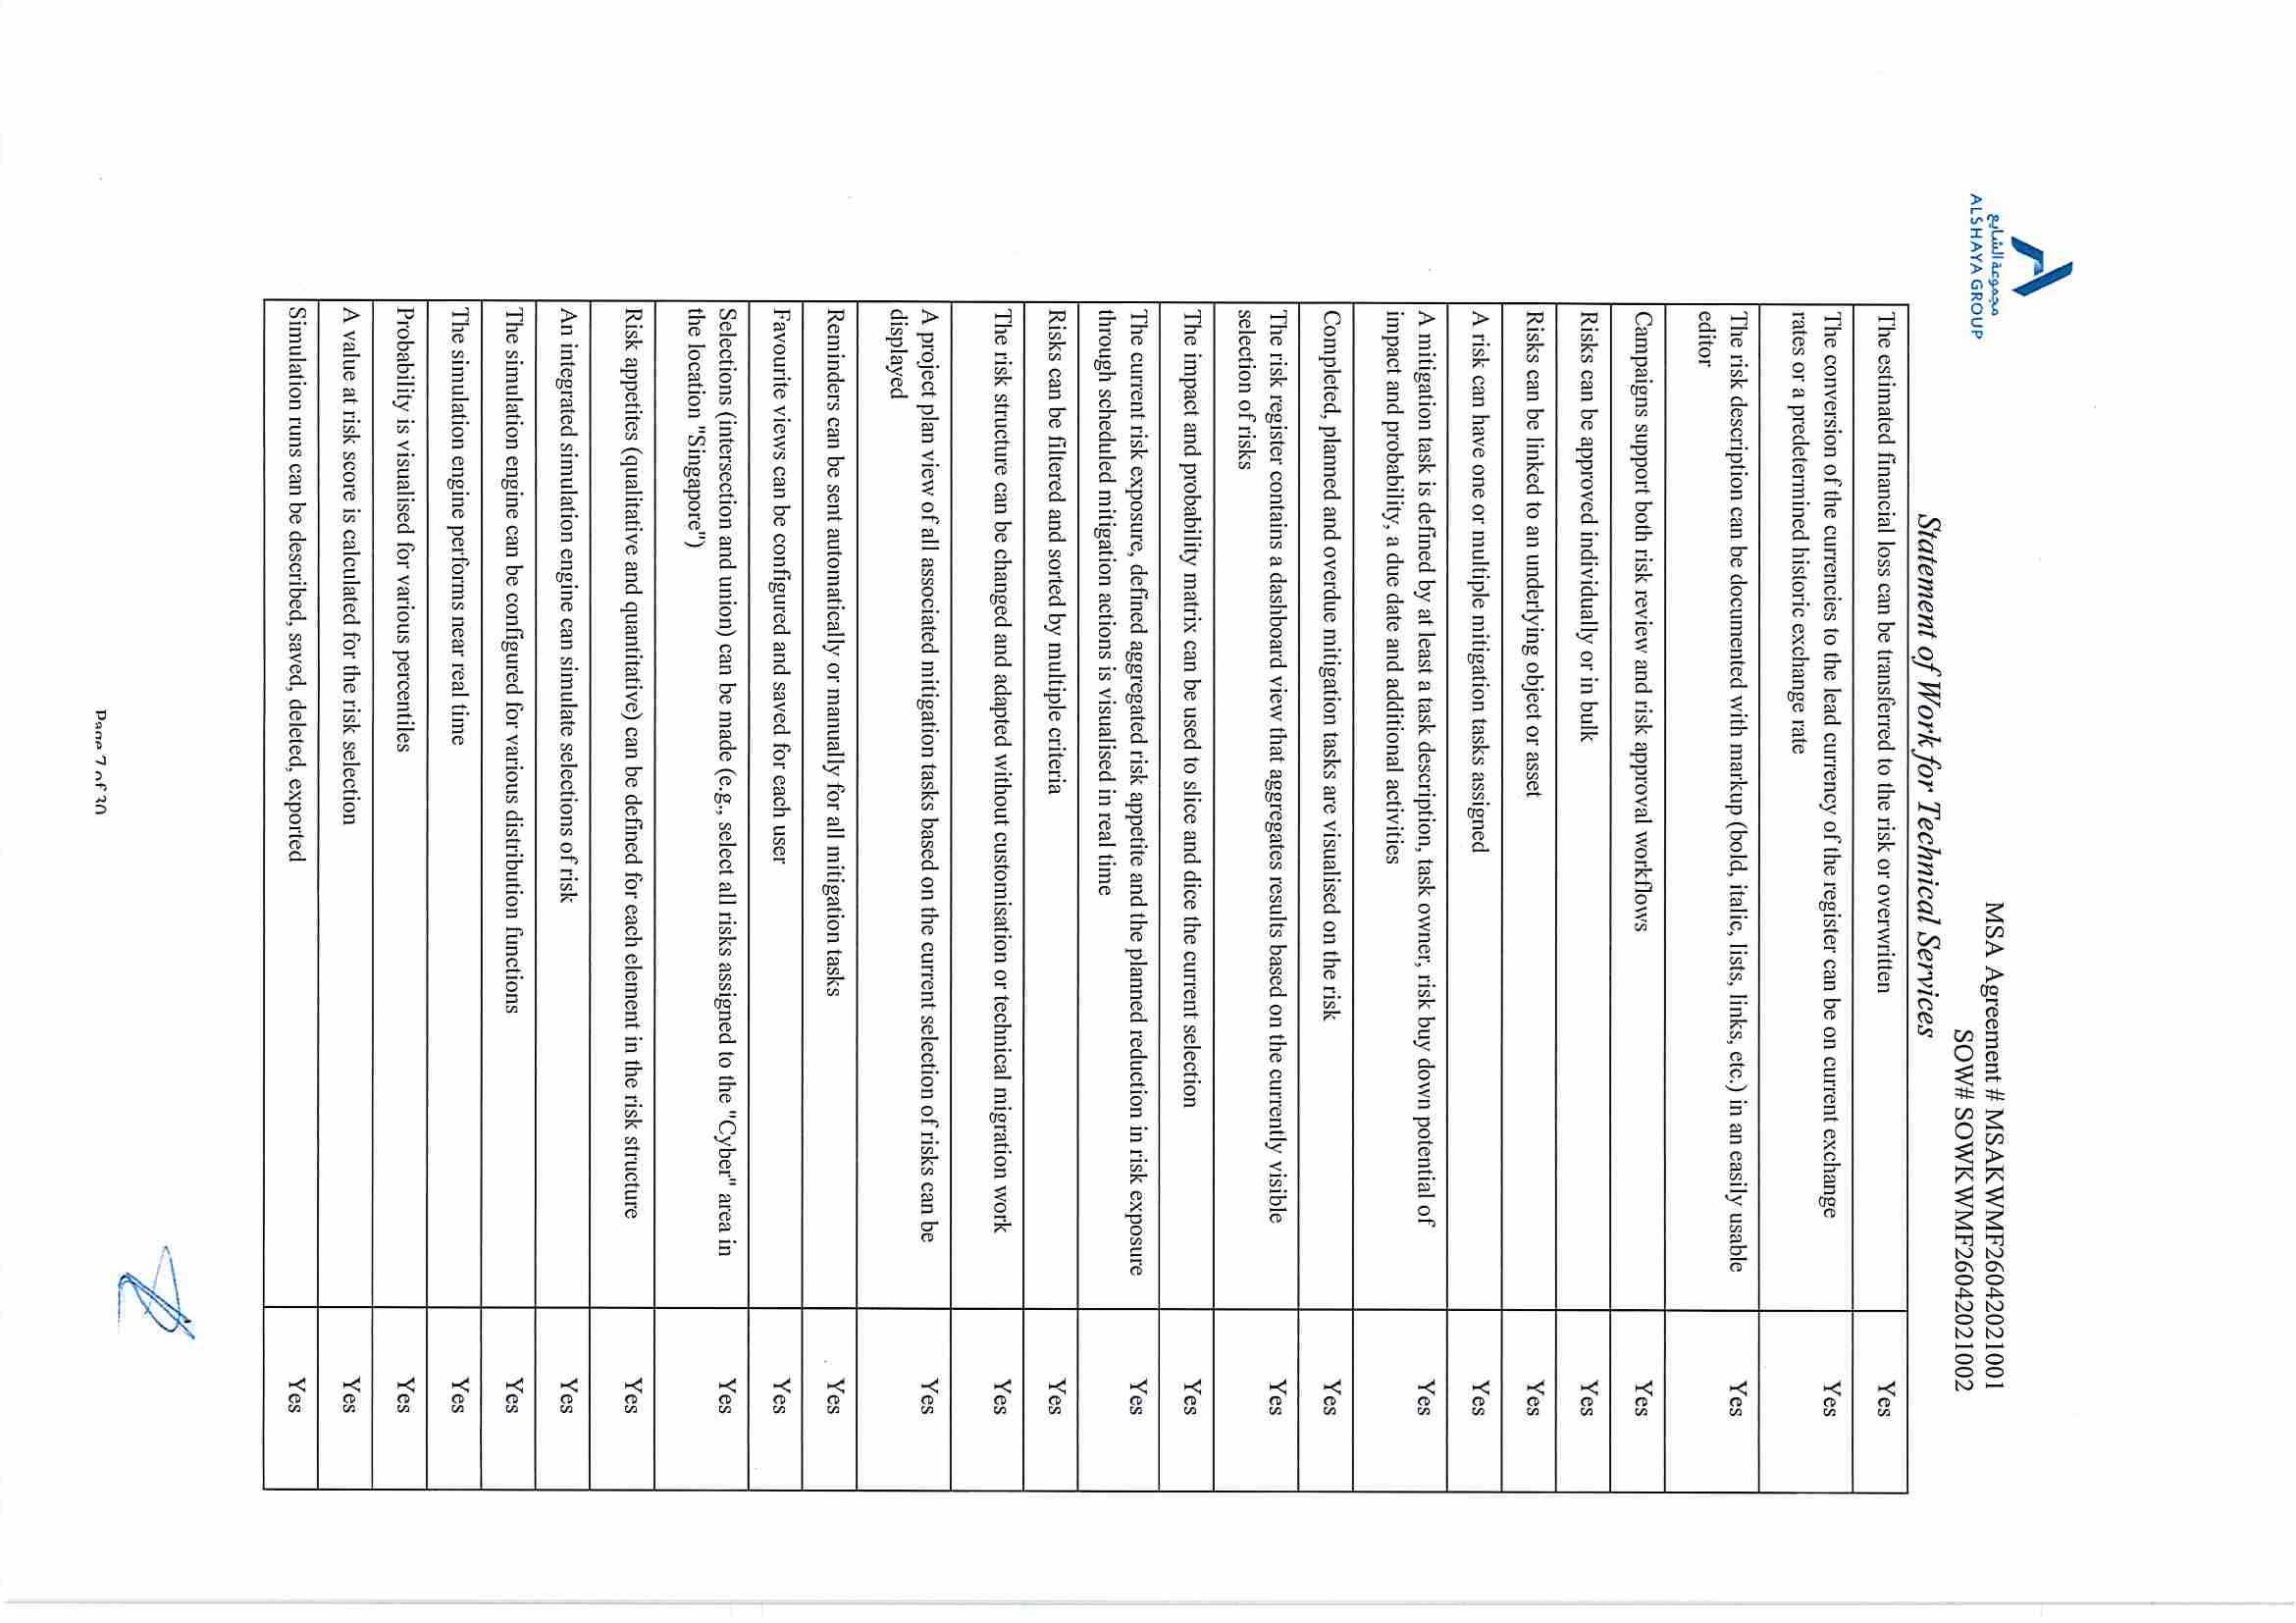 مجموعة الشايع
ALSHAYA GROUP
MSA Agreement # MSAKWMF26042021001
SOW# SOWKWMF26042021002
Statement of Work for Technical Services
The estimated financial loss can be transferred to the risk or overwritten Yes
The conversion of the currencies to the lead currency of the register can be on current exchange Yes
rates or a predetermined historic exchange rate
The risk description can be documented with markup (bold, italic, lists, links, etc.) in an easily usable Yes
editor
Campaigns support both risk review and risk approval workflows Yes
Risks can be approved individually or in bulk Yes
Risks can be linked to an underlying object or asset Yes
A risk can have one or multiple mitigation tasks assigned Yes
A mitigation task is defined by at least a task description, task owner, risk buy down potential of Yes
impact and probability, a due date and additional activities
Completed, planned and overdue mitigation tasks are visualised on the risk Yes
The risk register contains a dashboard view that aggregates results based on the currently visible Yes
selection of risks
The impact and probability matrix can be used to slice and dice the current selection Yes
The current risk exposure, defined aggregated risk appetite and the planned reduction in risk exposure Yes
through scheduled mitigation actions is visualised in real time
Risks can be filtered and sorted by multiple criteria Yes
The risk structure can be changed and adapted without customisation or technical migration work Yes
A project plan view of all associated mitigation tasks based on the current selection of risks can be Yes
displayed
Reminders can be sent automatically or manually for all mitigation tasks Yes
Favourite views can be configured and saved for each user Yes
Selections (intersection and union) can be made (e.g., select all risks assigned to the "Cyber" area in Yes
the location "Singapore")
Risk appetites (qualitative and quantitative) can be defined for each element in the risk structure Yes
An integrated simulation engine can simulate selections of risk Yes
The simulation engine can be configured for various distribution functions Yes
The simulation engine performs near real time Yes
Probability is visualised for various percentiles Yes
A value at risk score is calculated for the risk selection Yes
Simulation runs can be described, saved, deleted, exported Yes
Page 7 of 30